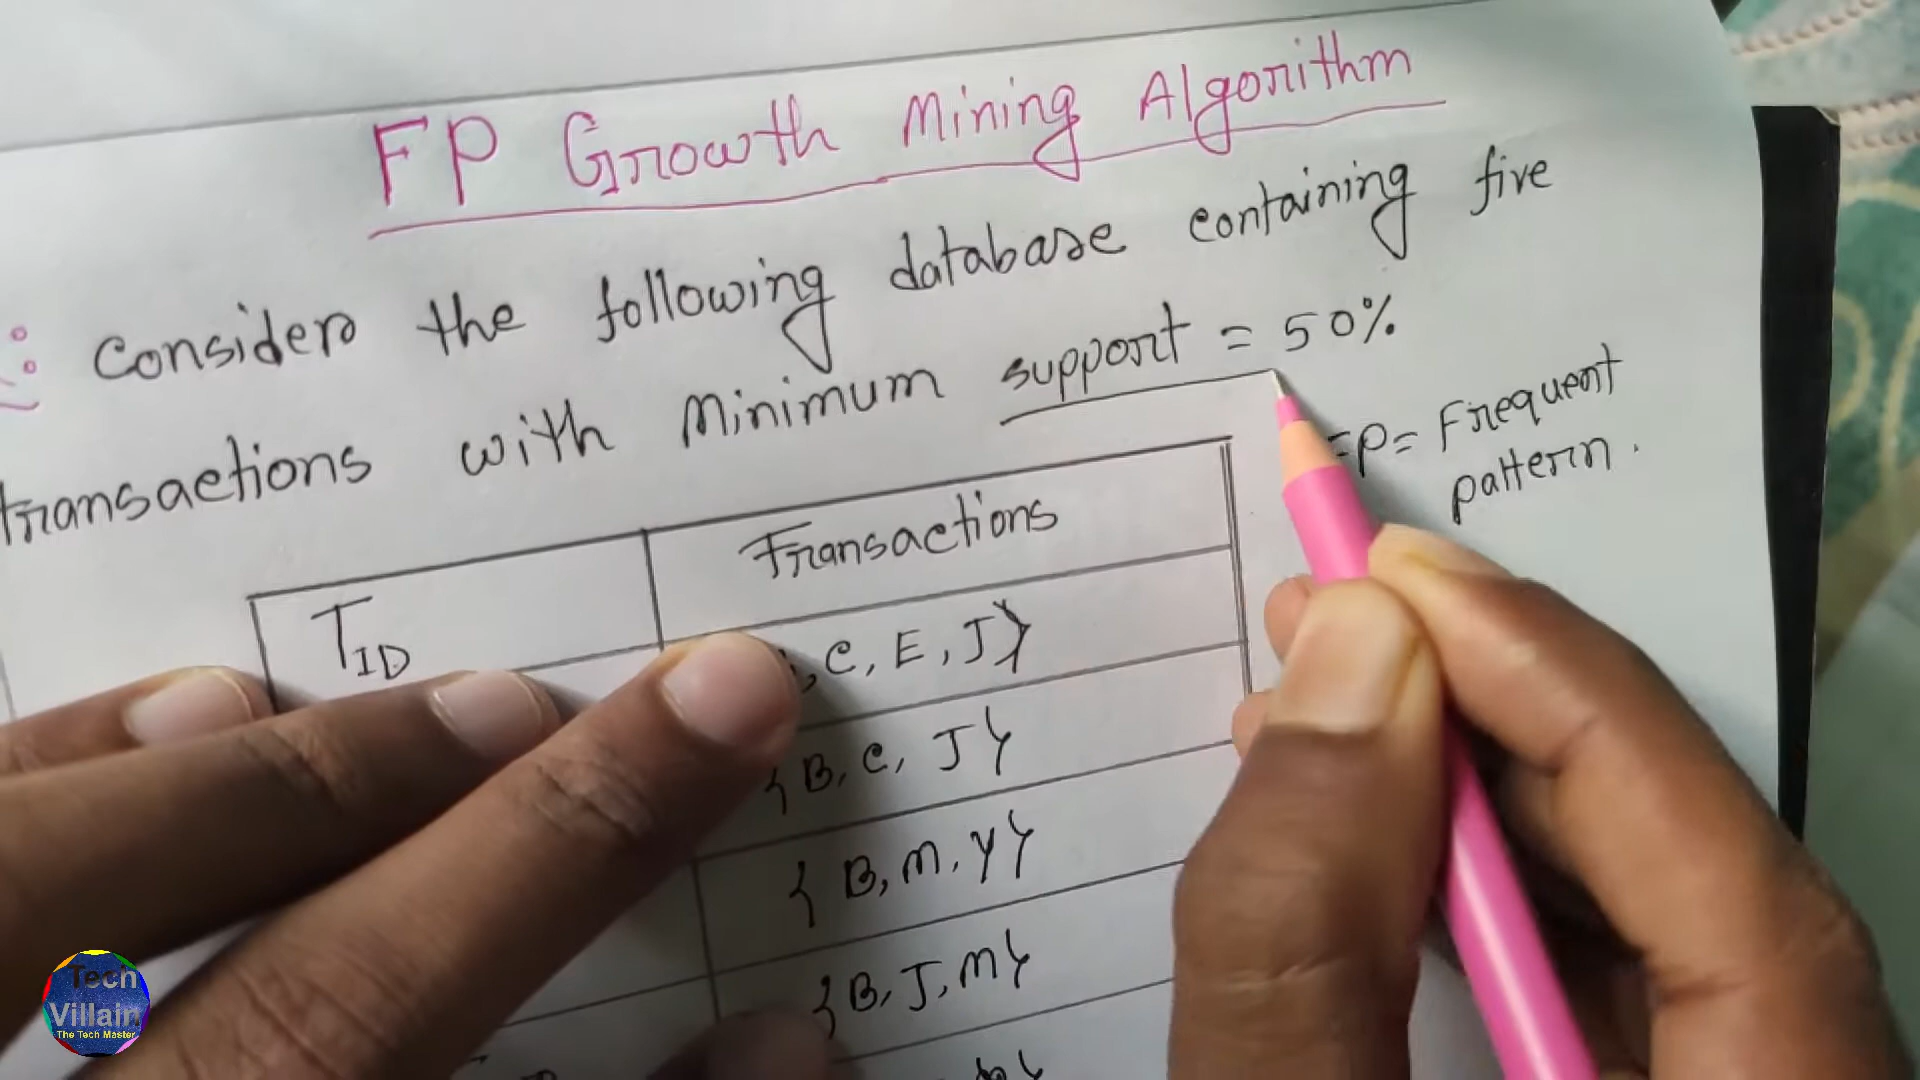 FP Growth Mining Algorithm
Consider the following database containing five
transactions with Minimum support = 50%
FP= Frequent
pattern.
TID Transactions
, C, E, J}
{B, C, J}
{B, M, Y}
{B, J, M}
Tech
Villain
The Tech Master